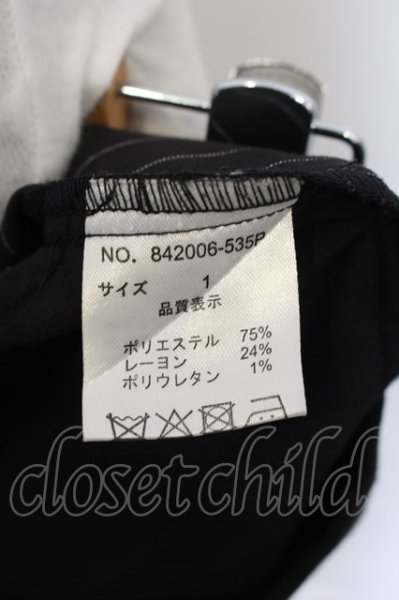 NO. 842006-535P
サイズ 1
品質表示
ポリエステル 75%
レーヨン 24%
ポリウレタン 1%
closet child